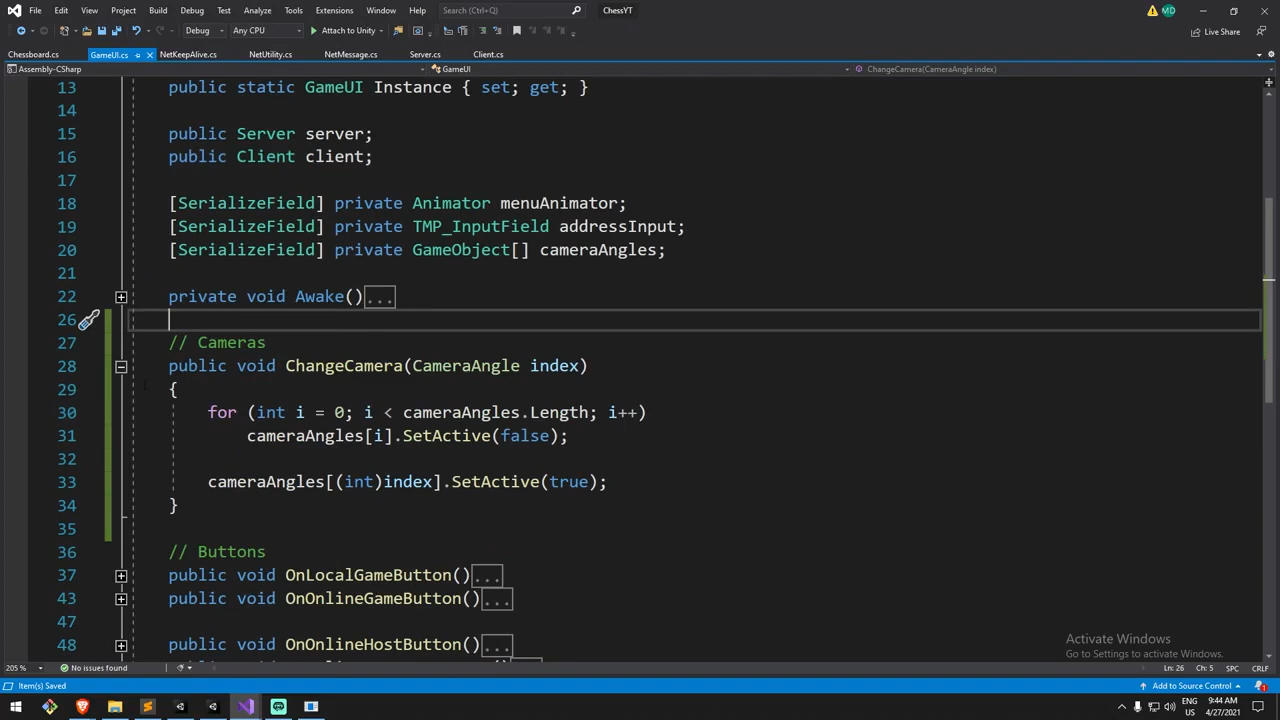 File Edit View Project Build Debug Test Analyze Tools Extensions Window Help Search (Ctrl+Q) ChessYT MD
Debug Any CPU Attach to Unity Live Share
Chessboard.cs GameUI.cs NetKeepAlive.cs NetUtility.cs NetMessage.cs Server.cs Client.cs
Assembly-CSharp GameUI ChangeCamera(CameraAngle index)
13 public static GameUI Instance { set; get; }
14
15 public Server server;
16 public Client client;
17
18 [SerializeField] private Animator menuAnimator;
19 [SerializeField] private TMP_InputField addressInput;
20 [SerializeField] private GameObject[] cameraAngles;
21
22 private void Awake()...
26
27 // Cameras
28 public void ChangeCamera(CameraAngle index)
29 {
30 for (int i = 0; i < cameraAngles.Length; i++)
31 cameraAngles[i].SetActive(false);
32
33 cameraAngles[(int)index].SetActive(true);
34 }
35
36 // Buttons
37 public void OnLocalGameButton()...
43 public void OnOnlineGameButton()...
47
48 public void OnOnlineHostButton()...
Activate Windows
Go to Settings to activate Windows.
205 % No issues found Ln: 26 Ch: 5 SPC CRLF
Item(s) Saved Add to Source Control
ENG 9:44 AM
US 4/27/2021